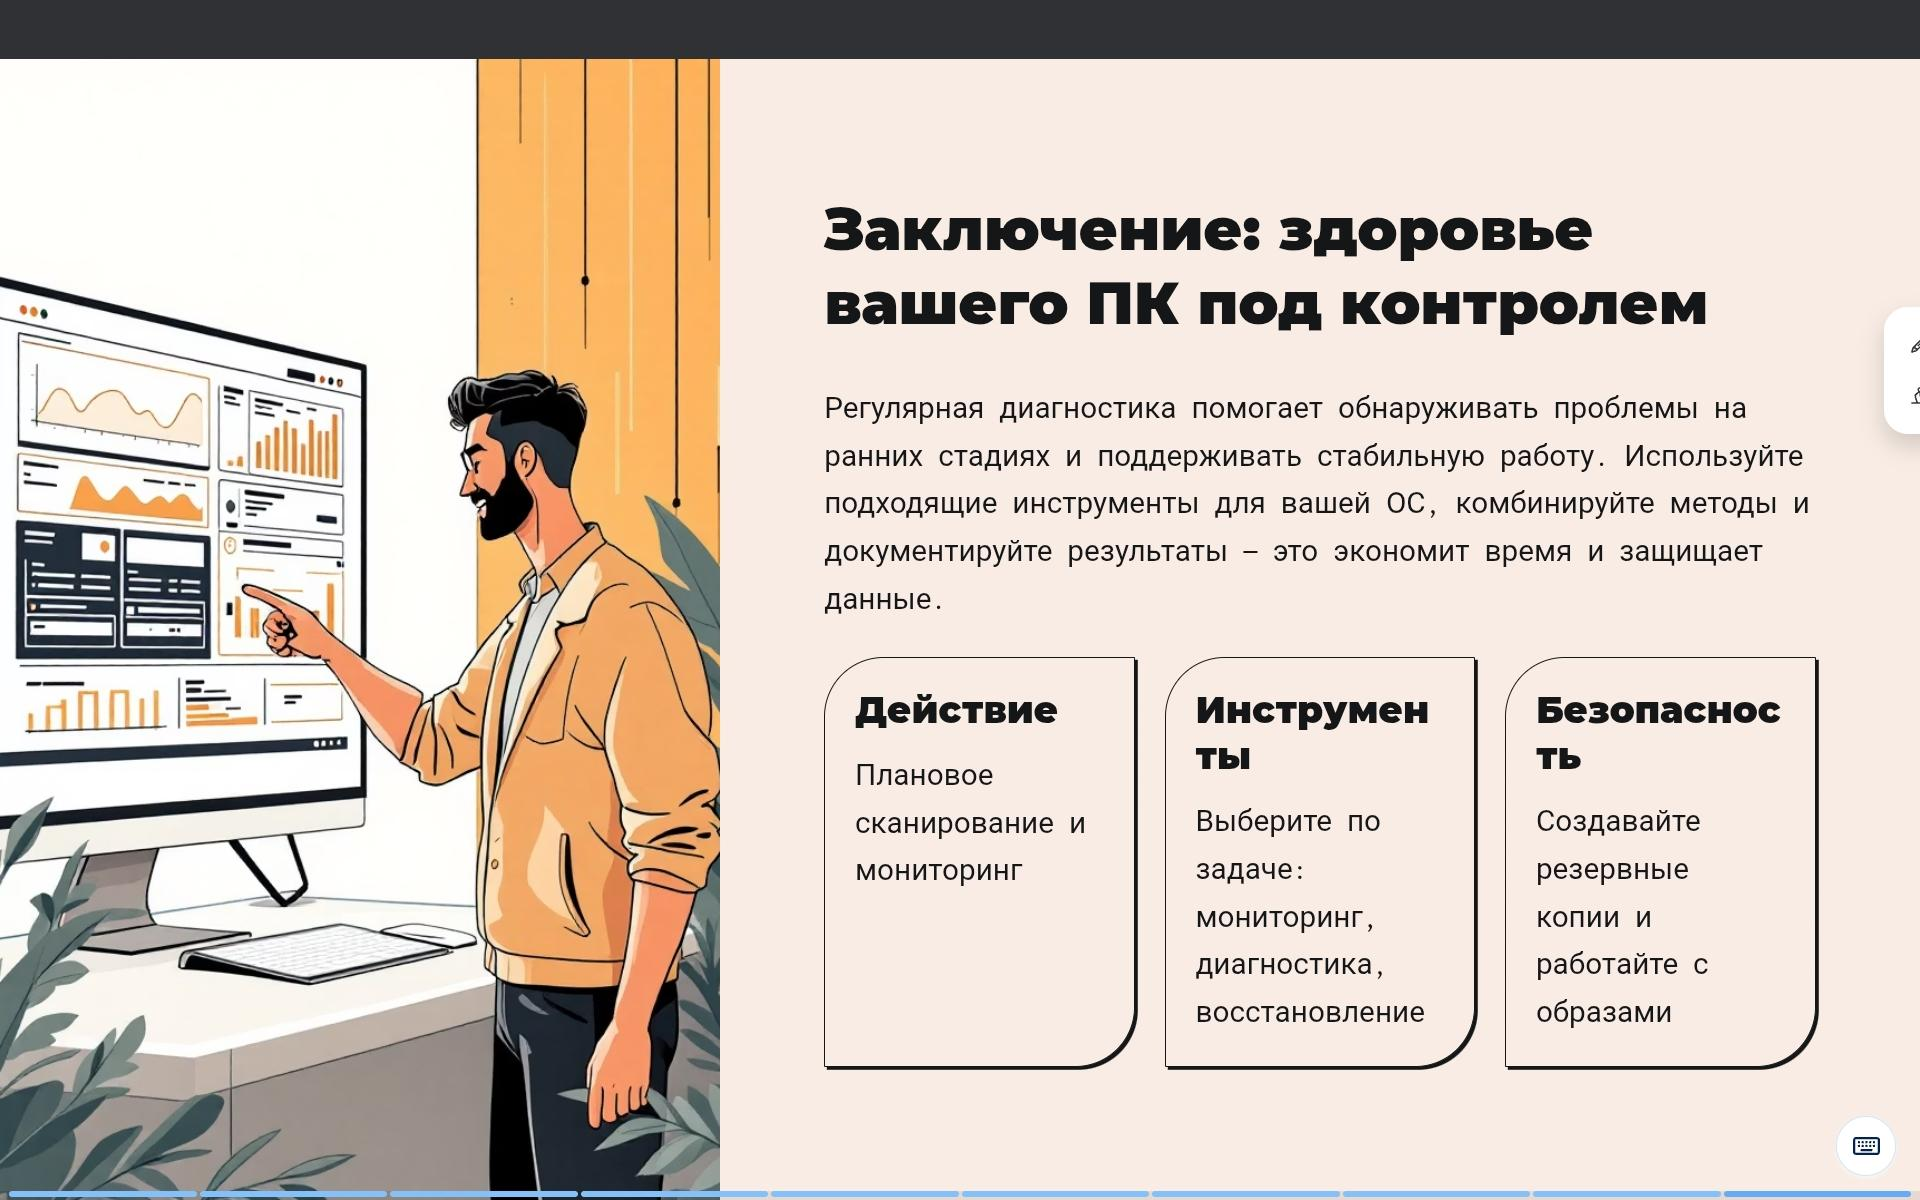 Заключение: здоровье
вашего ПК под контролем
Регулярная диагностика помогает обнаруживать проблемы на
ранних стадиях и поддерживать стабильную работу. Используйте
подходящие инструменты для вашей ОС, комбинируйте методы и
документируйте результаты – это экономит время и защищает
данные.
Действие
Плановое
сканирование и
мониторинг
Инструмен
ты
Выберите по
задаче:
мониторинг,
диагностика,
восстановление
Безопаснос
ть
Создавайте
резервные
копии и
работайте с
образами